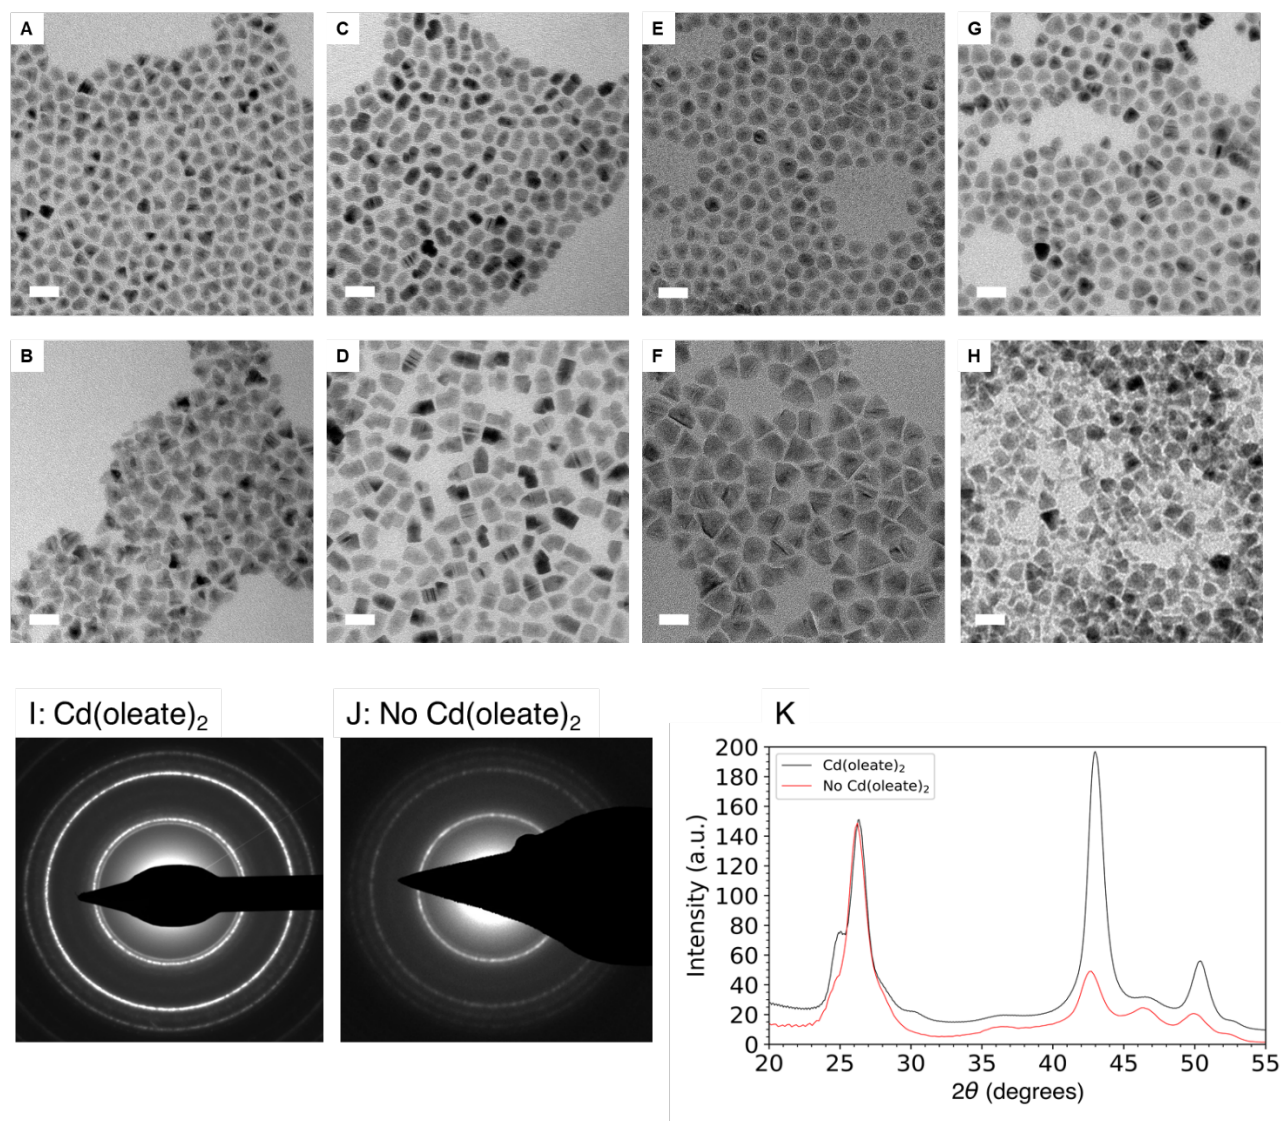 A
C
E
G
B
D
F
H
I: Cd(oleate)₂
J: No Cd(oleate)₂
K
Cd(oleate)₂
No Cd(oleate)₂
200
180
160
140
120
100
80
60
40
20
0
Intensity (a.u.)
20 25 30 35 40 45 50 55
2θ (degrees)